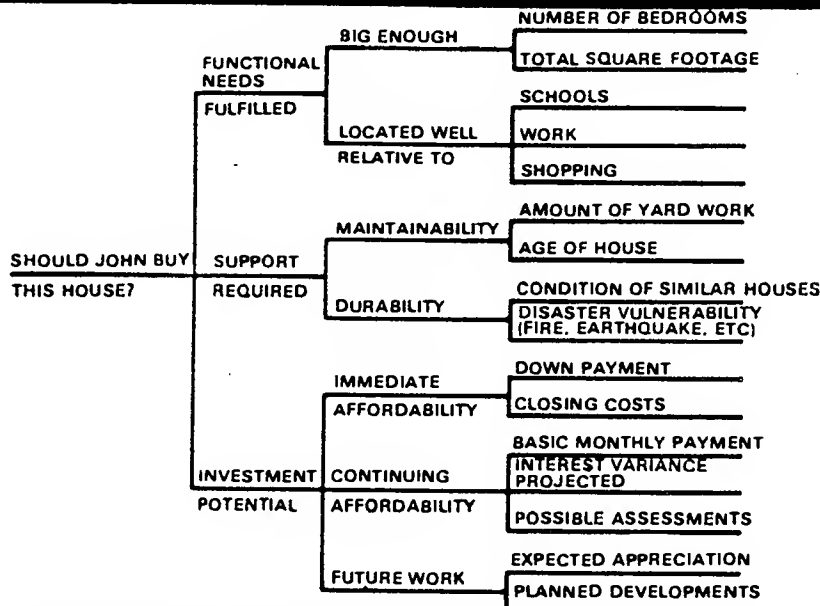 SHOULD JOHN BUY
THIS HOUSE?
FUNCTIONAL
NEEDS
FULFILLED
BIG ENOUGH
NUMBER OF BEDROOMS
TOTAL SQUARE FOOTAGE
LOCATED WELL
RELATIVE TO
SCHOOLS
WORK
SHOPPING
SUPPORT
REQUIRED
MAINTAINABILITY
AMOUNT OF YARD WORK
AGE OF HOUSE
DURABILITY
CONDITION OF SIMILAR HOUSES
DISASTER VULNERABILITY
(FIRE, EARTHQUAKE, ETC)
INVESTMENT
POTENTIAL
IMMEDIATE
AFFORDABILITY
DOWN PAYMENT
CLOSING COSTS
CONTINUING
AFFORDABILITY
BASIC MONTHLY PAYMENT
INTEREST VARIANCE
PROJECTED
POSSIBLE ASSESSMENTS
FUTURE WORK
EXPECTED APPRECIATION
PLANNED DEVELOPMENTS